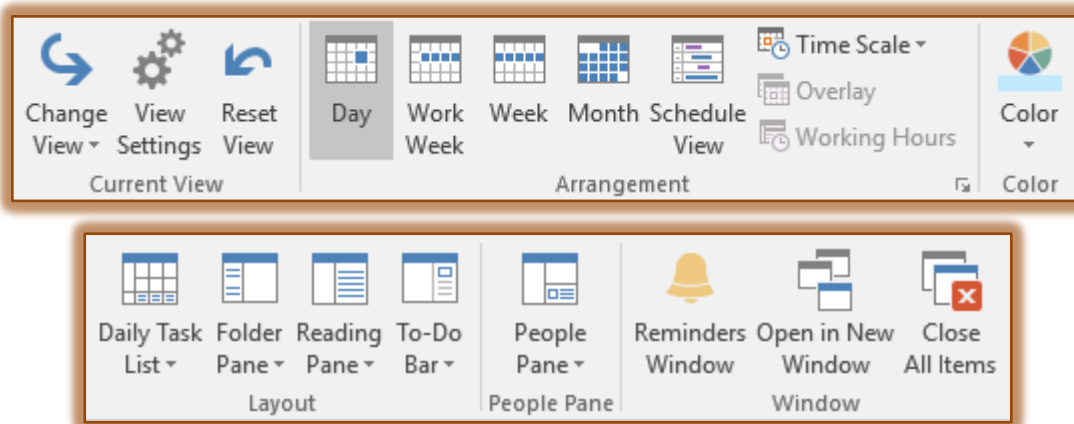 Change View
View Settings
Reset View
Day
Work Week
Week
Month
Schedule View
Time Scale
Overlay
Working Hours
Color
Current View
Arrangement
Color
Daily Task List
Folder Pane
Reading Pane
To-Do Bar
People Pane
Reminders Window
Open in New Window
Close All Items
Layout
People Pane
Window